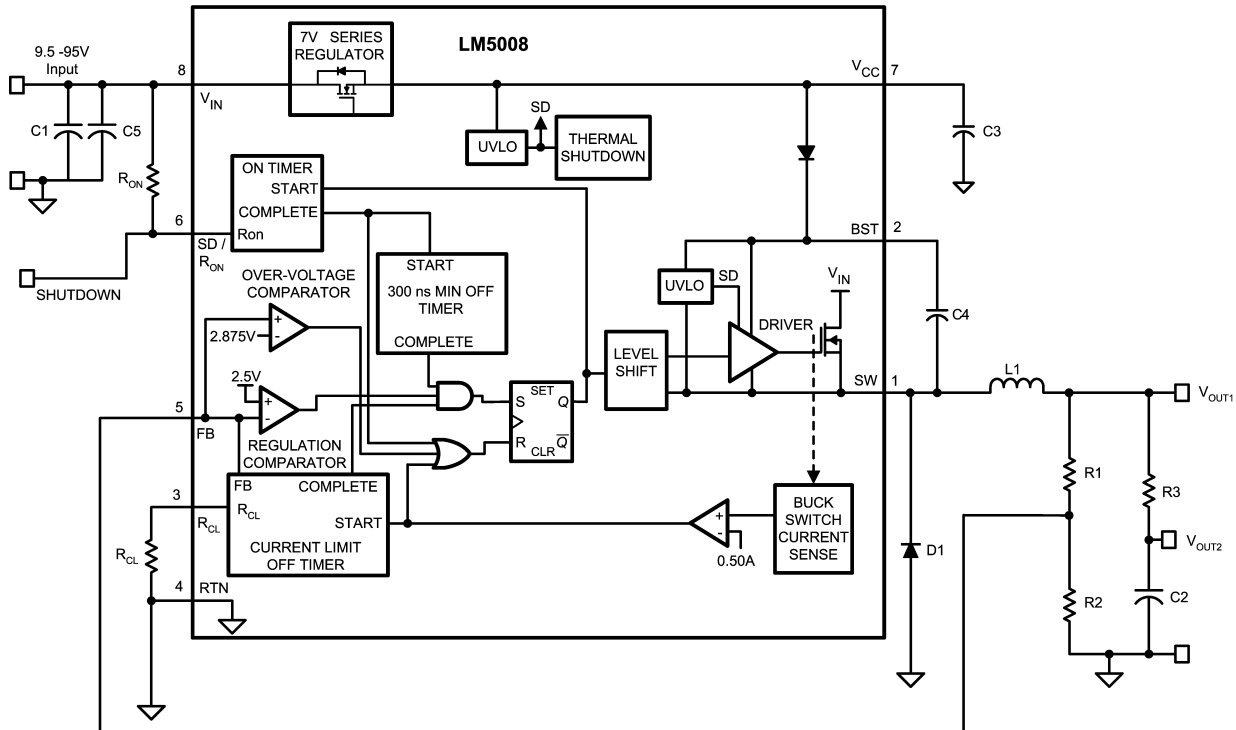 LM5008
9.5 -95V
Input
C1
C5
8
V_IN
7V SERIES
REGULATOR
V_CC
7
C3
UVLO
SD
THERMAL
SHUTDOWN
R_ON
6
SD /
R_ON
SHUTDOWN
ON TIMER
START
COMPLETE
Ron
START
300 ns MIN OFF
TIMER
COMPLETE
OVER-VOLTAGE
COMPARATOR
+
-
2.875V
2.5V
+
-
5
FB
REGULATION
COMPARATOR
S
SET
Q
R
CLR
Q̅
LEVEL
SHIFT
UVLO
SD
DRIVER
V_IN
BST
2
C4
SW
1
L1
V_OUT1
R1
R3
V_OUT2
R2
C2
D1
FB
COMPLETE
R_CL
START
CURRENT LIMIT
OFF TIMER
3
R_CL
R_CL
4
RTN
+
-
0.50A
BUCK
SWITCH
CURRENT
SENSE